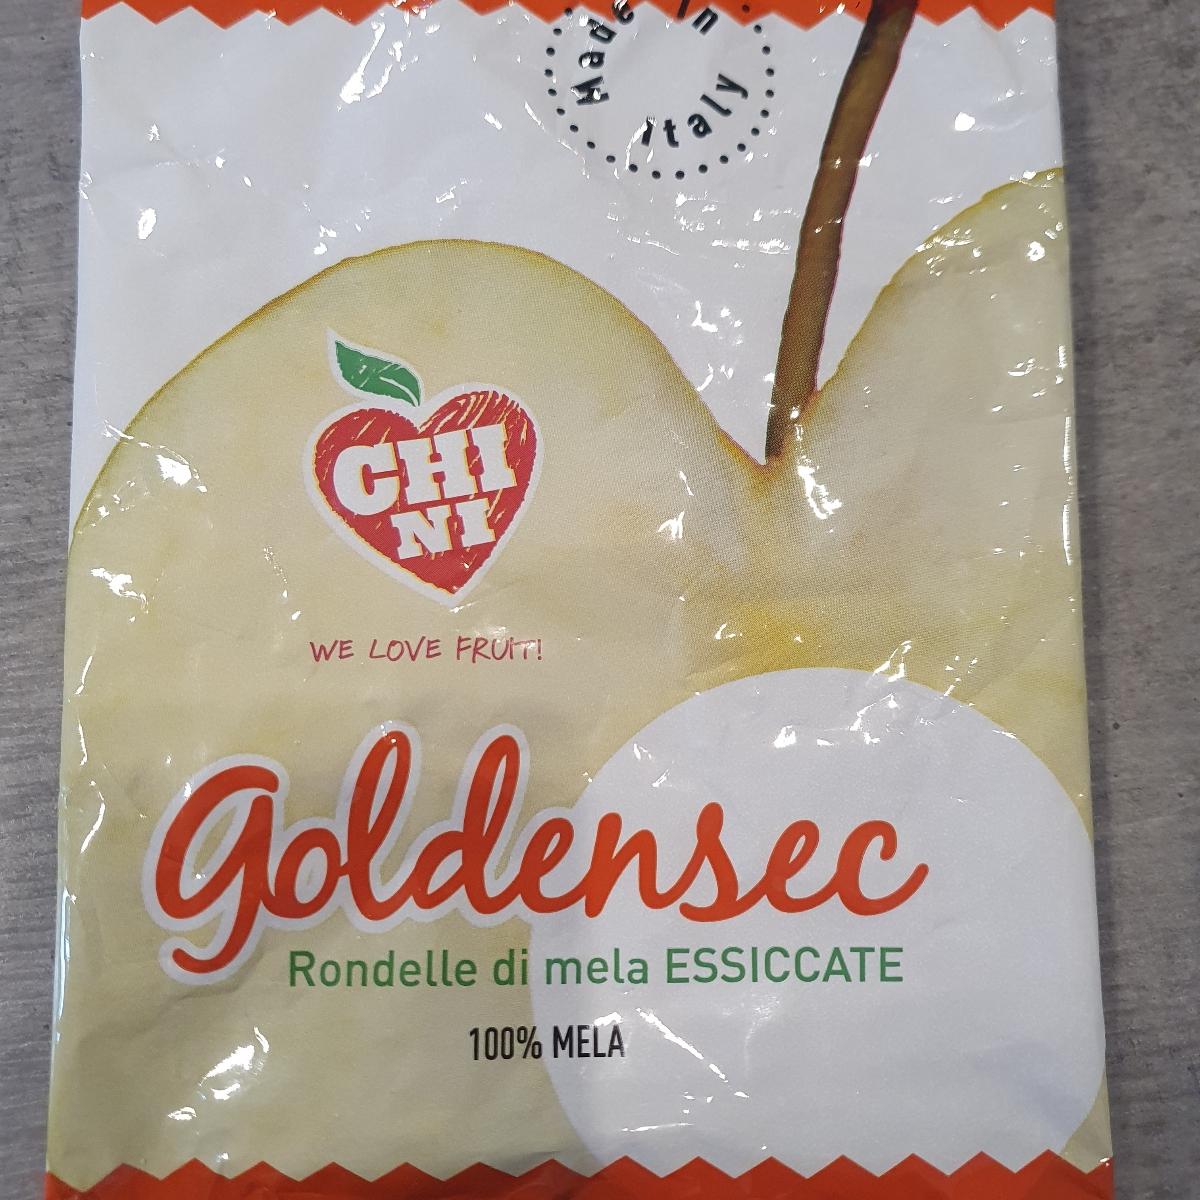 Made in
Italy
CHI
NI
WE LOVE FRUIT!
Goldensec
Rondelle di mela ESSICCATE
100% MELA